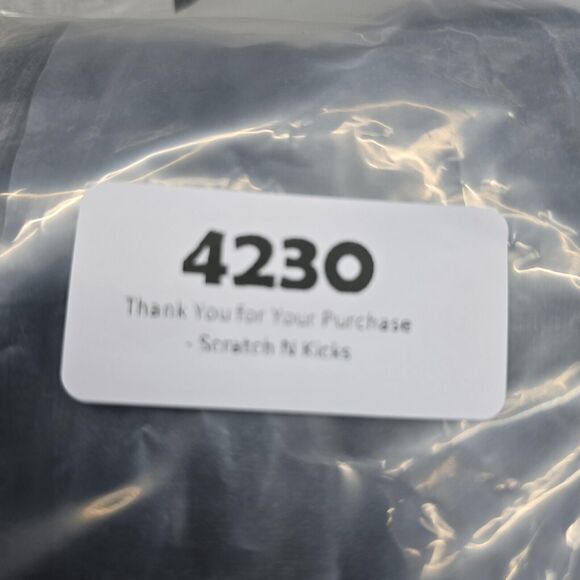 4230
Thank You for Your Purchase
- Scratch N Kicks